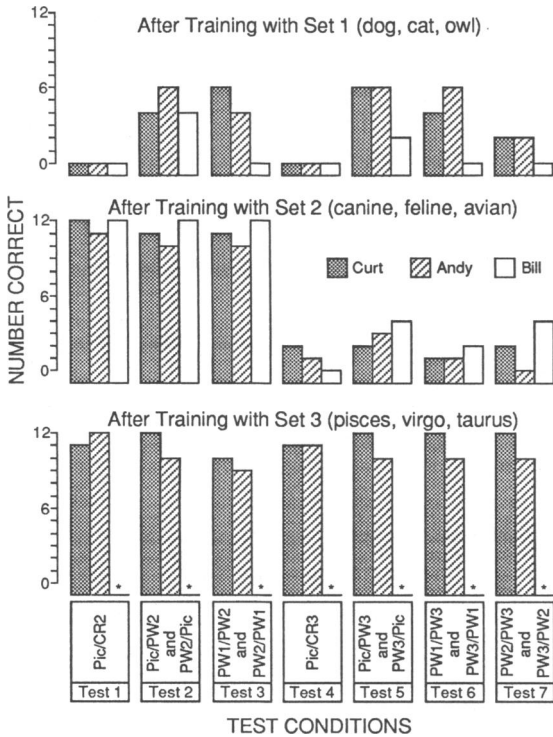 12
After Training with Set 1 (dog, cat, owl)
6
0
NUMBER CORRECT
12
After Training with Set 2 (canine, feline, avian)
Curt
Andy
Bill
6
0
12
After Training with Set 3 (pisces, virgo, taurus)
6
0
* * * * * * *
Pic/CR2
Pic/PW2
and
PW2/Pic
PW1/PW2
and
PW2/PW1
Pic/CR3
Pic/PW3
and
PW3/Pic
PW1/PW3
and
PW3/PW1
PW2/PW3
and
PW3/PW2
Test 1 Test 2 Test 3 Test 4 Test 5 Test 6 Test 7
TEST CONDITIONS